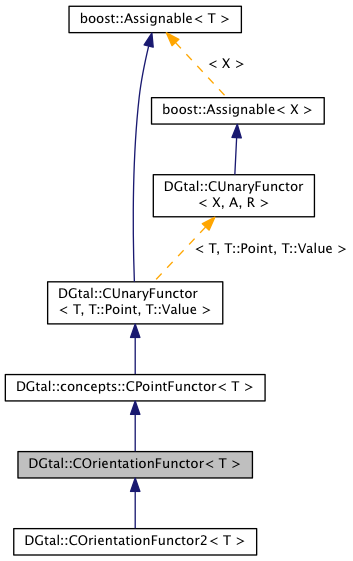 boost::Assignable< T >
< X >
boost::Assignable< X >
DGtal::CUnaryFunctor
< X, A, R >
< T, T::Point, T::Value >
DGtal::CUnaryFunctor
< T, T::Point, T::Value >
DGtal::concepts::CPointFunctor< T >
DGtal::COrientationFunctor< T >
DGtal::COrientationFunctor2< T >